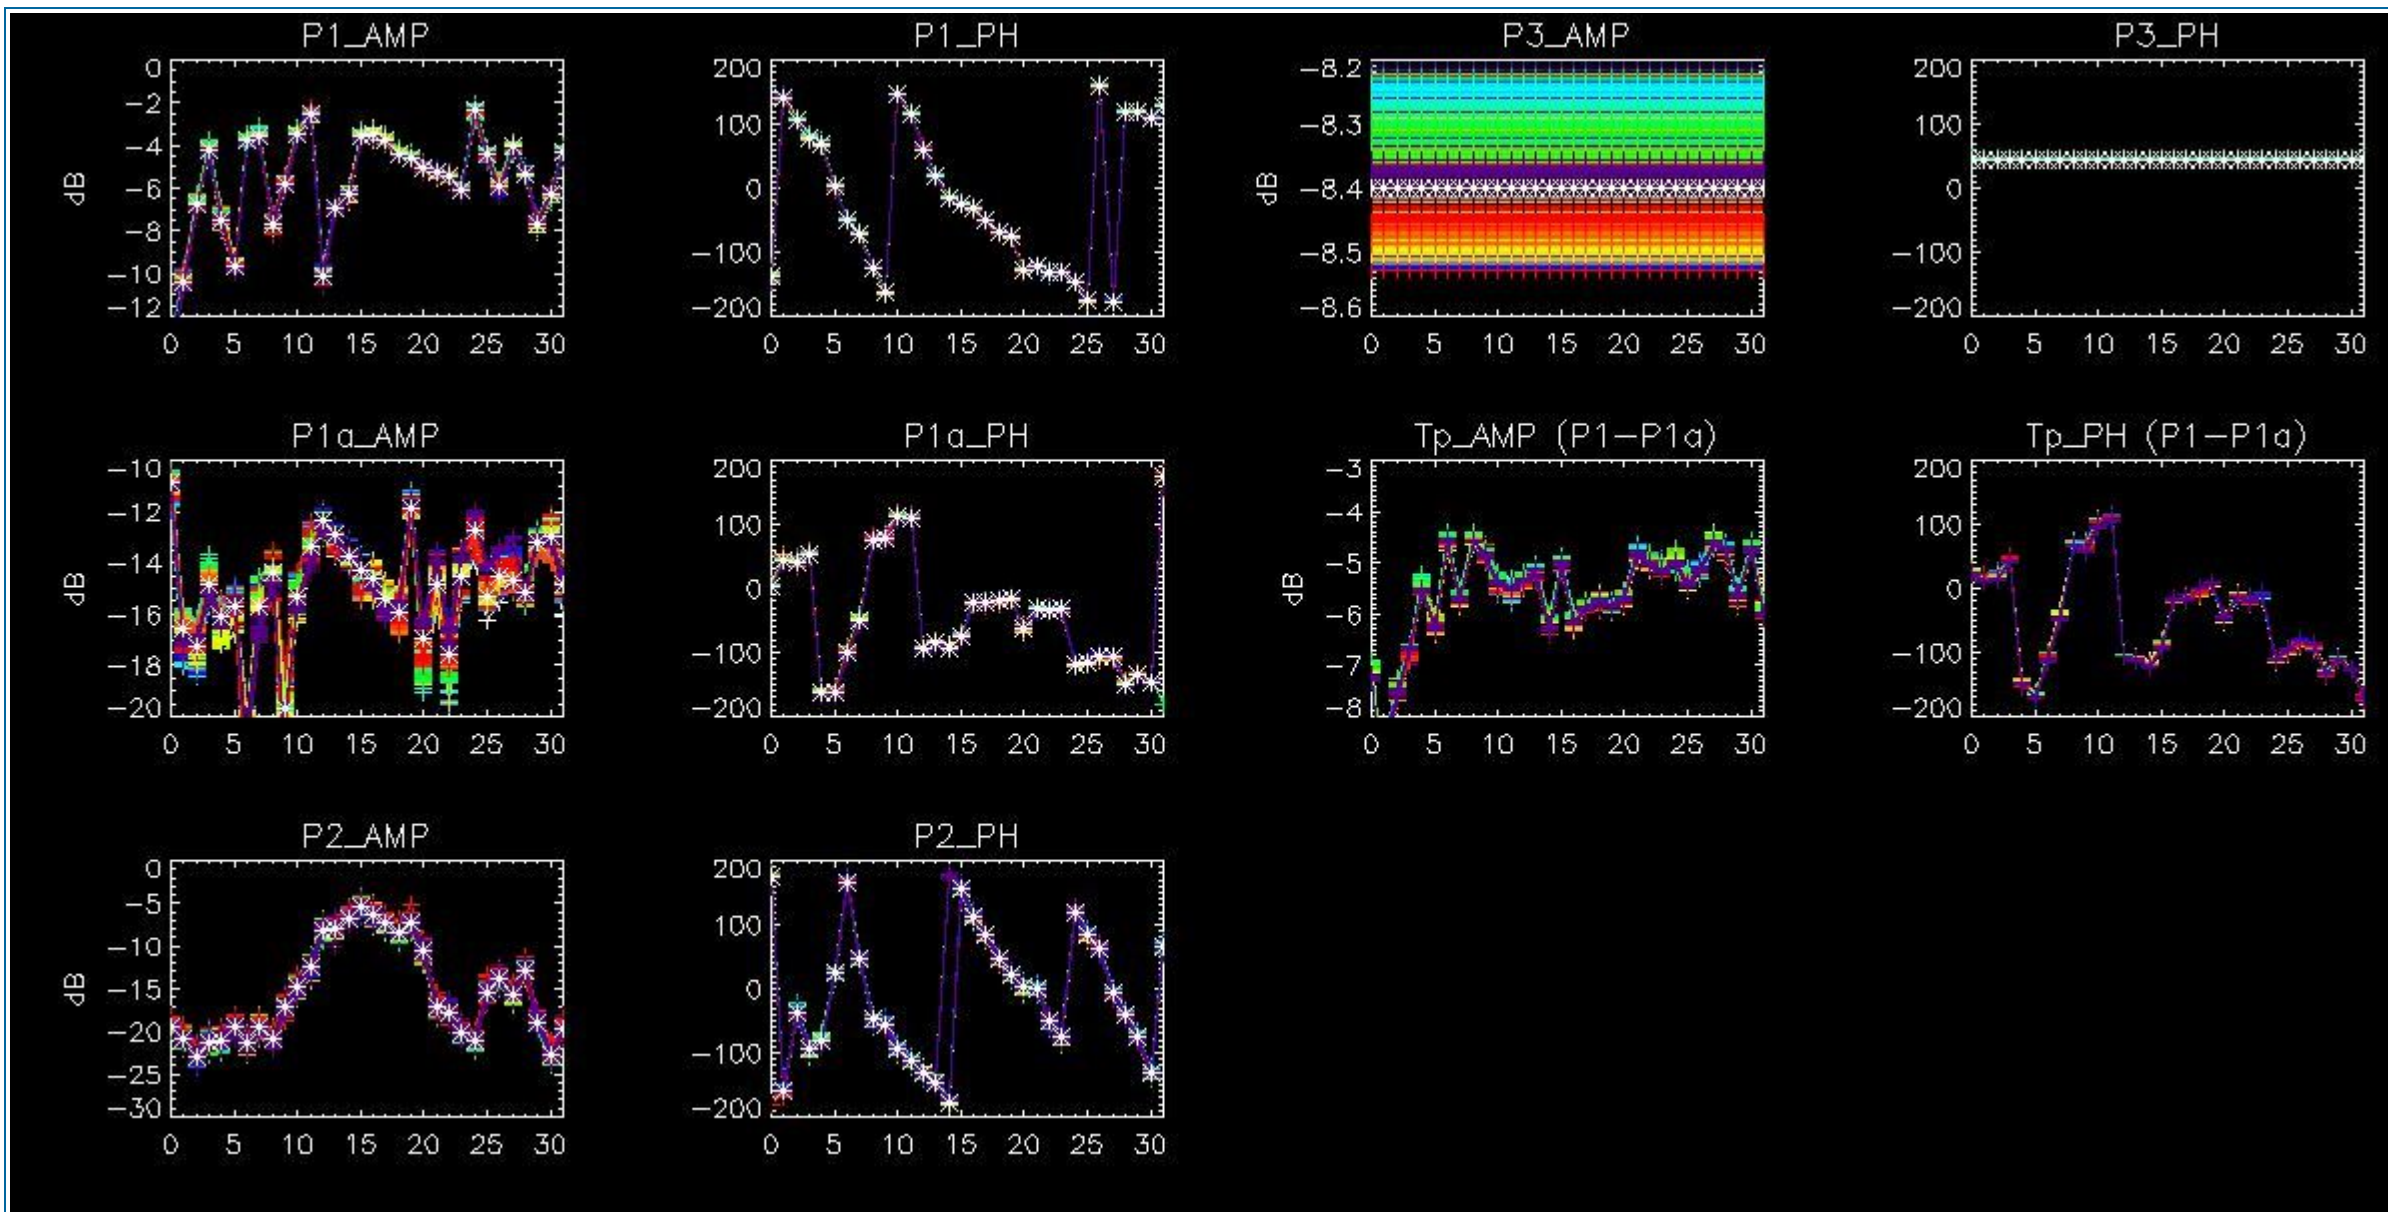 P1_AMP
0
−2
−4
−6
−8
−10
−12
dB
0 5 10 15 20 25 30
P1_PH
200
100
0
−100
−200
0 5 10 15 20 25 30
P3_AMP
−8.2
−8.3
−8.4
−8.5
−8.6
dB
0 5 10 15 20 25 30
P3_PH
200
100
0
−100
−200
0 5 10 15 20 25 30
P1a_AMP
−10
−12
−14
−16
−18
−20
dB
0 5 10 15 20 25 30
P1a_PH
200
100
0
−100
−200
0 5 10 15 20 25 30
Tp_AMP (P1−P1a)
−3
−4
−5
−6
−7
−8
dB
0 5 10 15 20 25 30
Tp_PH (P1−P1a)
200
100
0
−100
−200
0 5 10 15 20 25 30
P2_AMP
0
−5
−10
−15
−20
−25
−30
dB
0 5 10 15 20 25 30
P2_PH
200
100
0
−100
−200
0 5 10 15 20 25 30